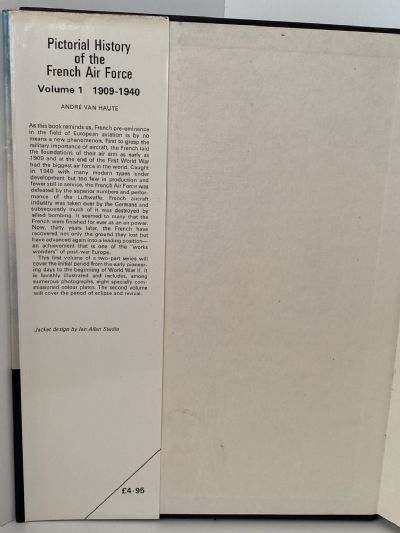 Pictorial History
of the
French Air Force
Volume 1 1909-1940
ANDRÉ VAN HAUTE
As this book reminds us, French pre-eminence
in the field of European aviation is by no
means a new phenomenon. First to grasp the
military importance of aircraft, the French laid
the foundations of their air arm as early as
1909 and at the end of the First World War
had the biggest air force in the world. Caught
in 1940 with many modern types under
development but too few in production and
fewer still in service, the French Air Force was
defeated by the superior numbers and perfor-
mance of the Luftwaffe. French aircraft
industry was taken over by the Germans and
subsequently much of it was destroyed by
allied bombing. It seemed to many that the
French were finished for ever as an air power.
Now, thirty years later, the French have
recovered not only the ground they lost but
have advanced again into a leading position—
an achievement that is one of the "works
wonders" of post-war Europe.
This first volume of a two-part series will
cover the initial period from the early pioneer-
ing days to the beginning of World War II. It
is lavishly illustrated and includes, among
numerous photographs, eight specially com-
missioned colour plates. The second volume
will cover the period of eclipse and revival.
Jacket design by Ian Allan Studio
£4·95